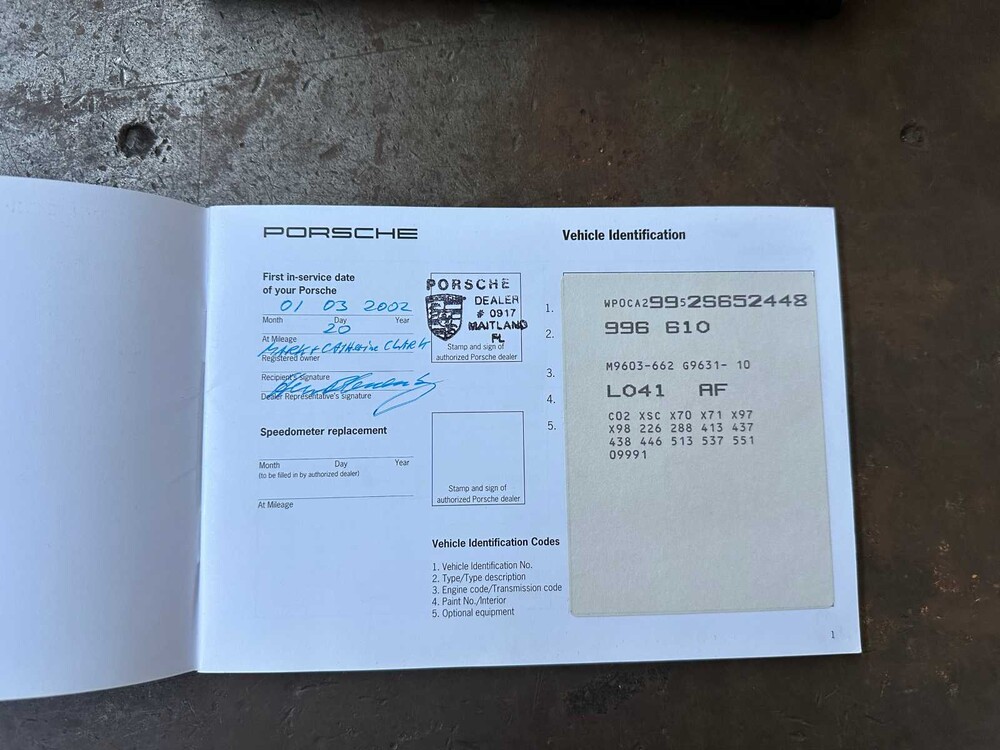 PORSCHE
First in-service date
of your Porsche
01 03 2002
Month Day Year
20
At Mileage
MARK + CATHerine CLARK
Registered owner
Recipient's signature
Dealer Representative's signature
Speedometer replacement
Month Day Year
(to be filled in by authorized dealer)
At Mileage
PORSCHE
DEALER
# 0917
MAITLAND
FL
Stamp and sign of
authorized Porsche dealer
Stamp and sign of
authorized Porsche dealer
Vehicle Identification Codes
1. Vehicle Identification No.
2. Type/Type description
3. Engine code/Transmission code
4. Paint No./Interior
5. Optional equipment
Vehicle Identification
1.
2.
3.
4.
5.
WP0CA29952S652448
996 610
M9603-662 G9631- 10
L041 AF
C02 XSC X70 X71 X97
X98 226 288 413 437
438 446 513 537 551
09991
1